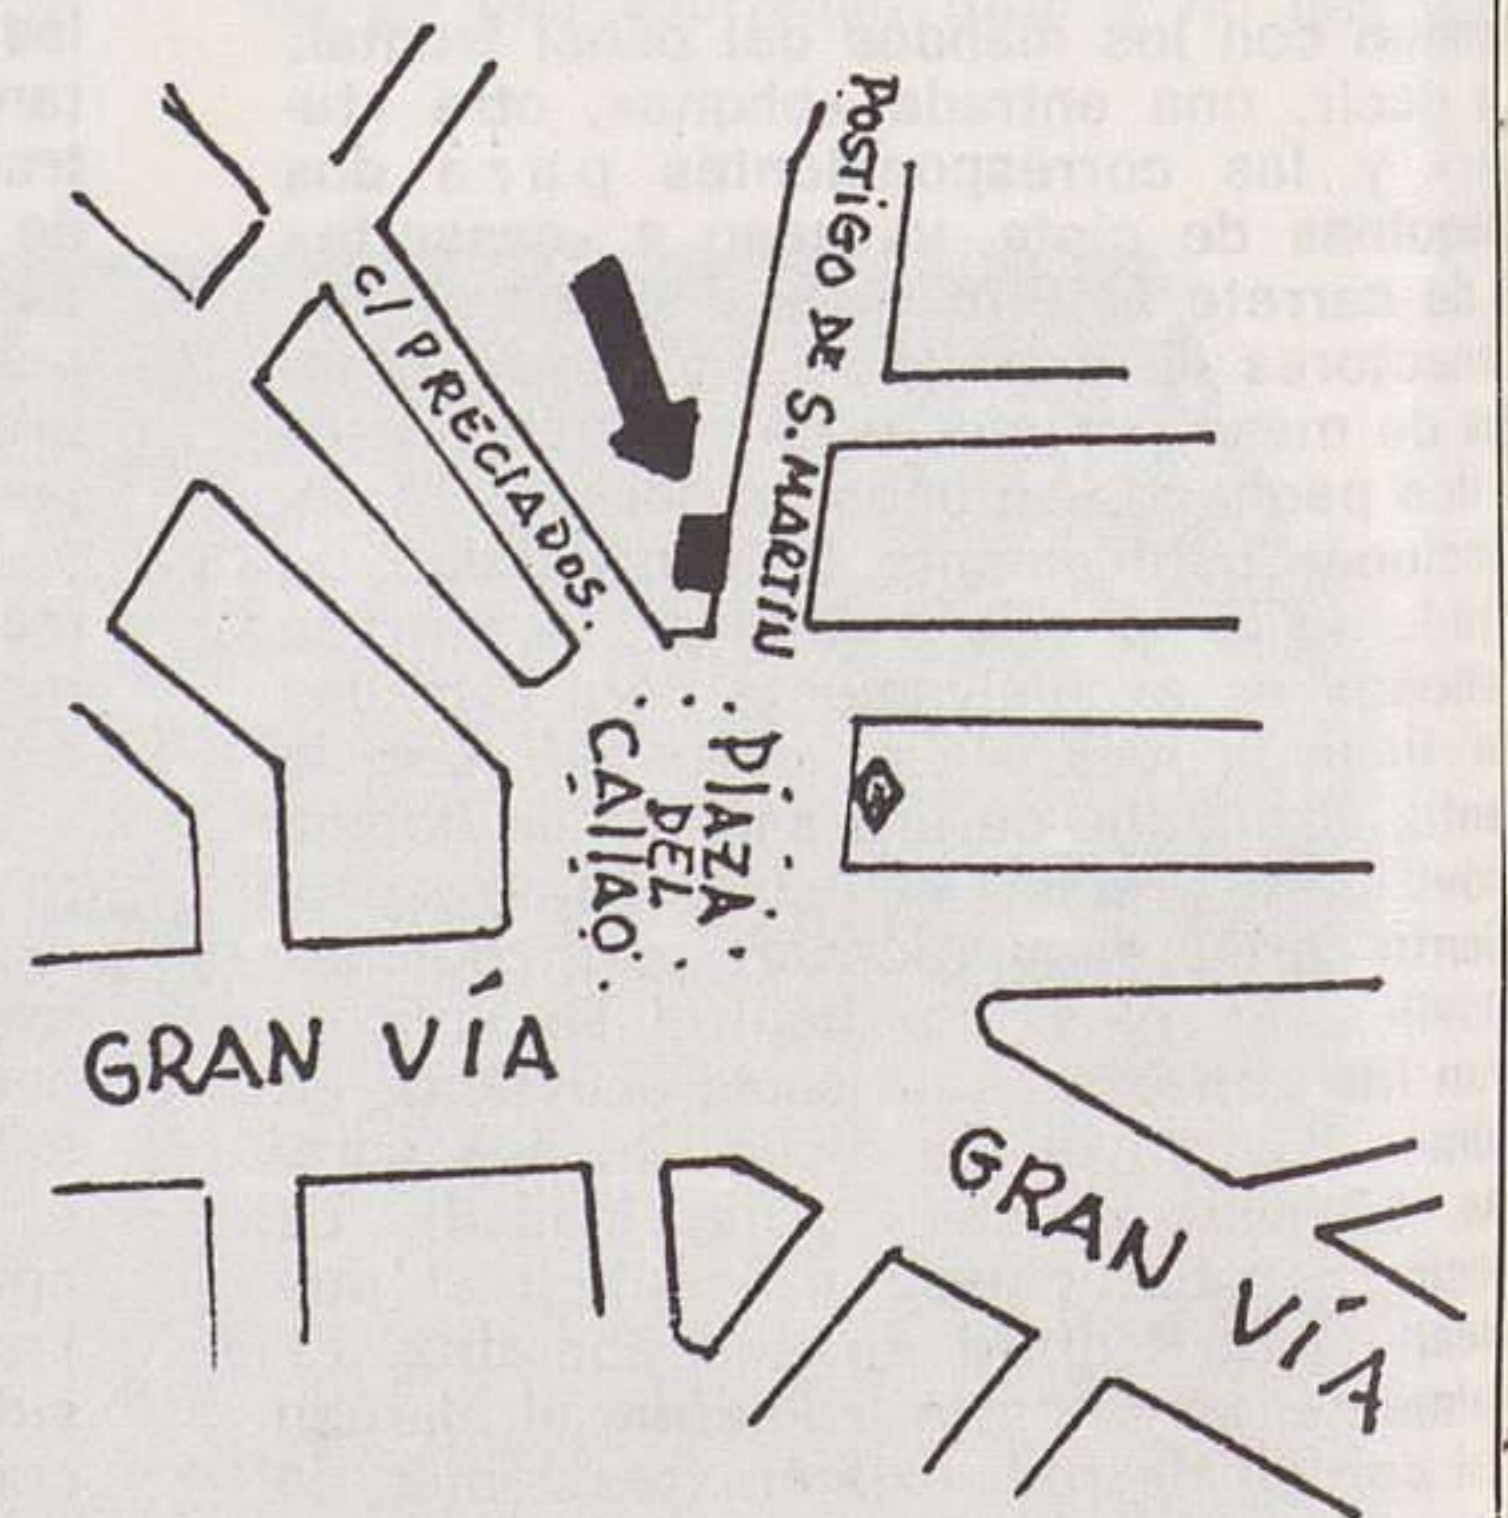 POSTIGO DE S. MARTIN
c/ PRECIADOS.
PlAZA
DEL
CAllAO
GRAN VÍA
GRAN VÍA